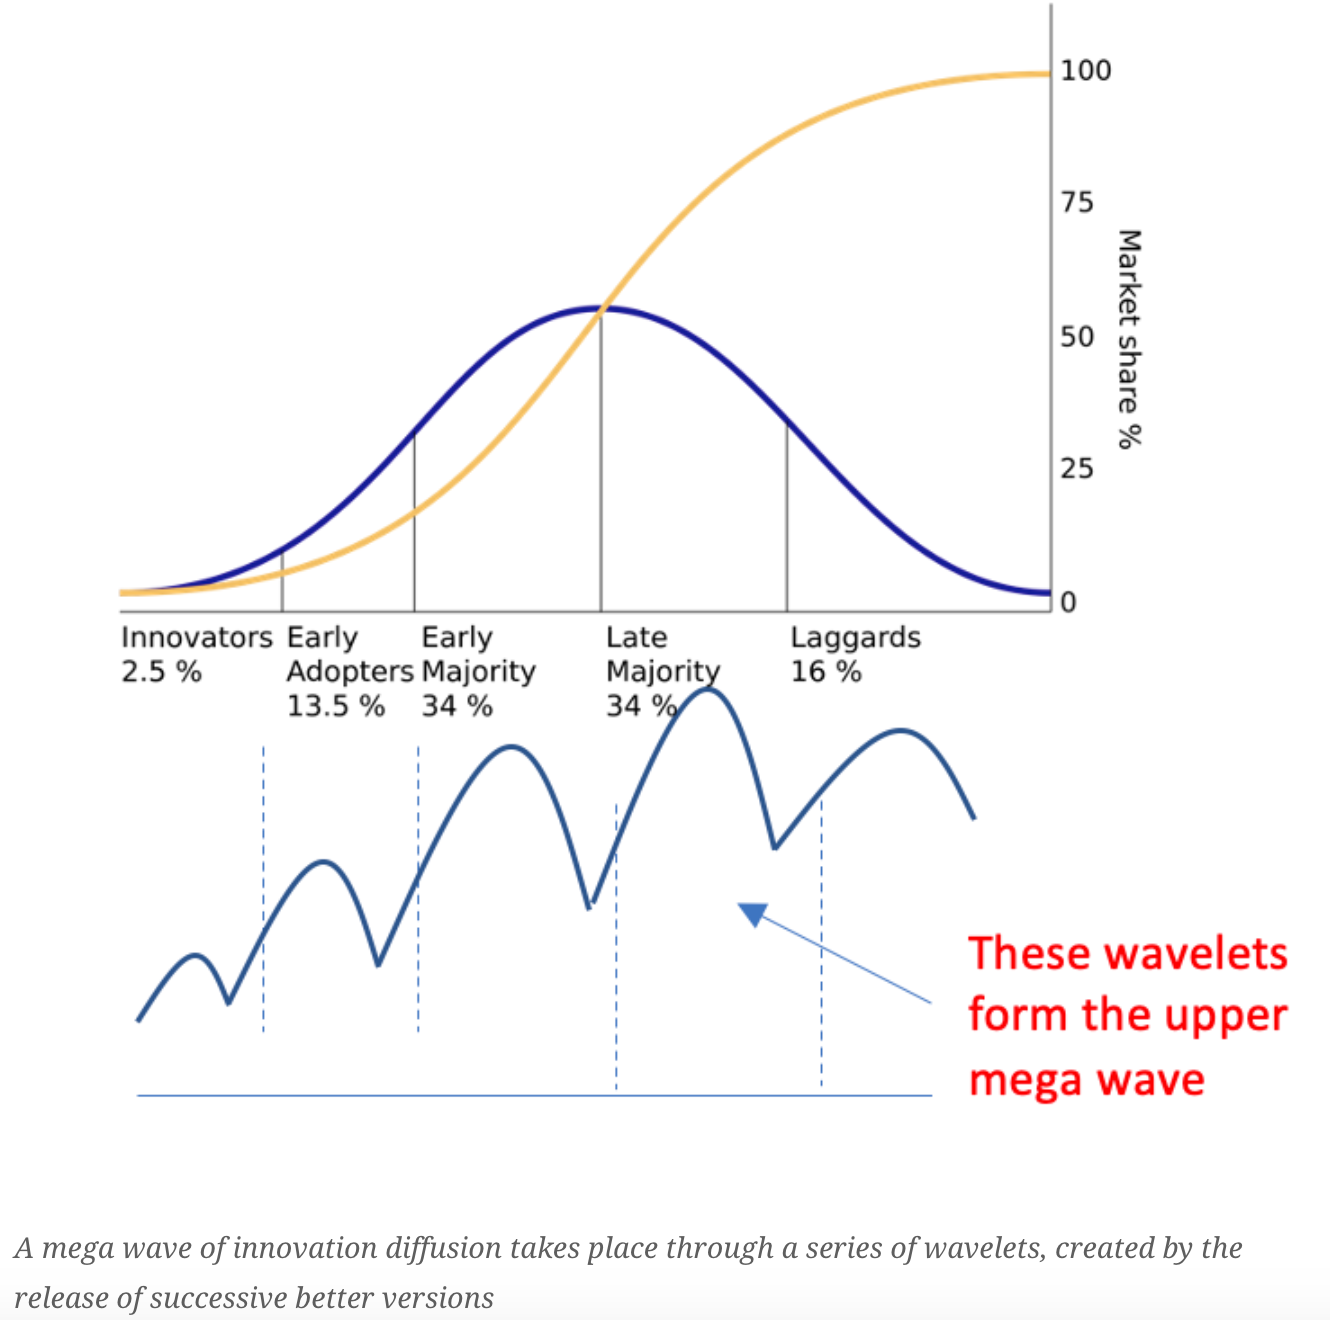 100
75
Market share %
50
25
0
Innovators
2.5 %
Early
Adopters
13.5 %
Early
Majority
34 %
Late
Majority
34 %
Laggards
16 %
These wavelets
form the upper
mega wave
A mega wave of innovation diffusion takes place through a series of wavelets, created by the
release of successive better versions